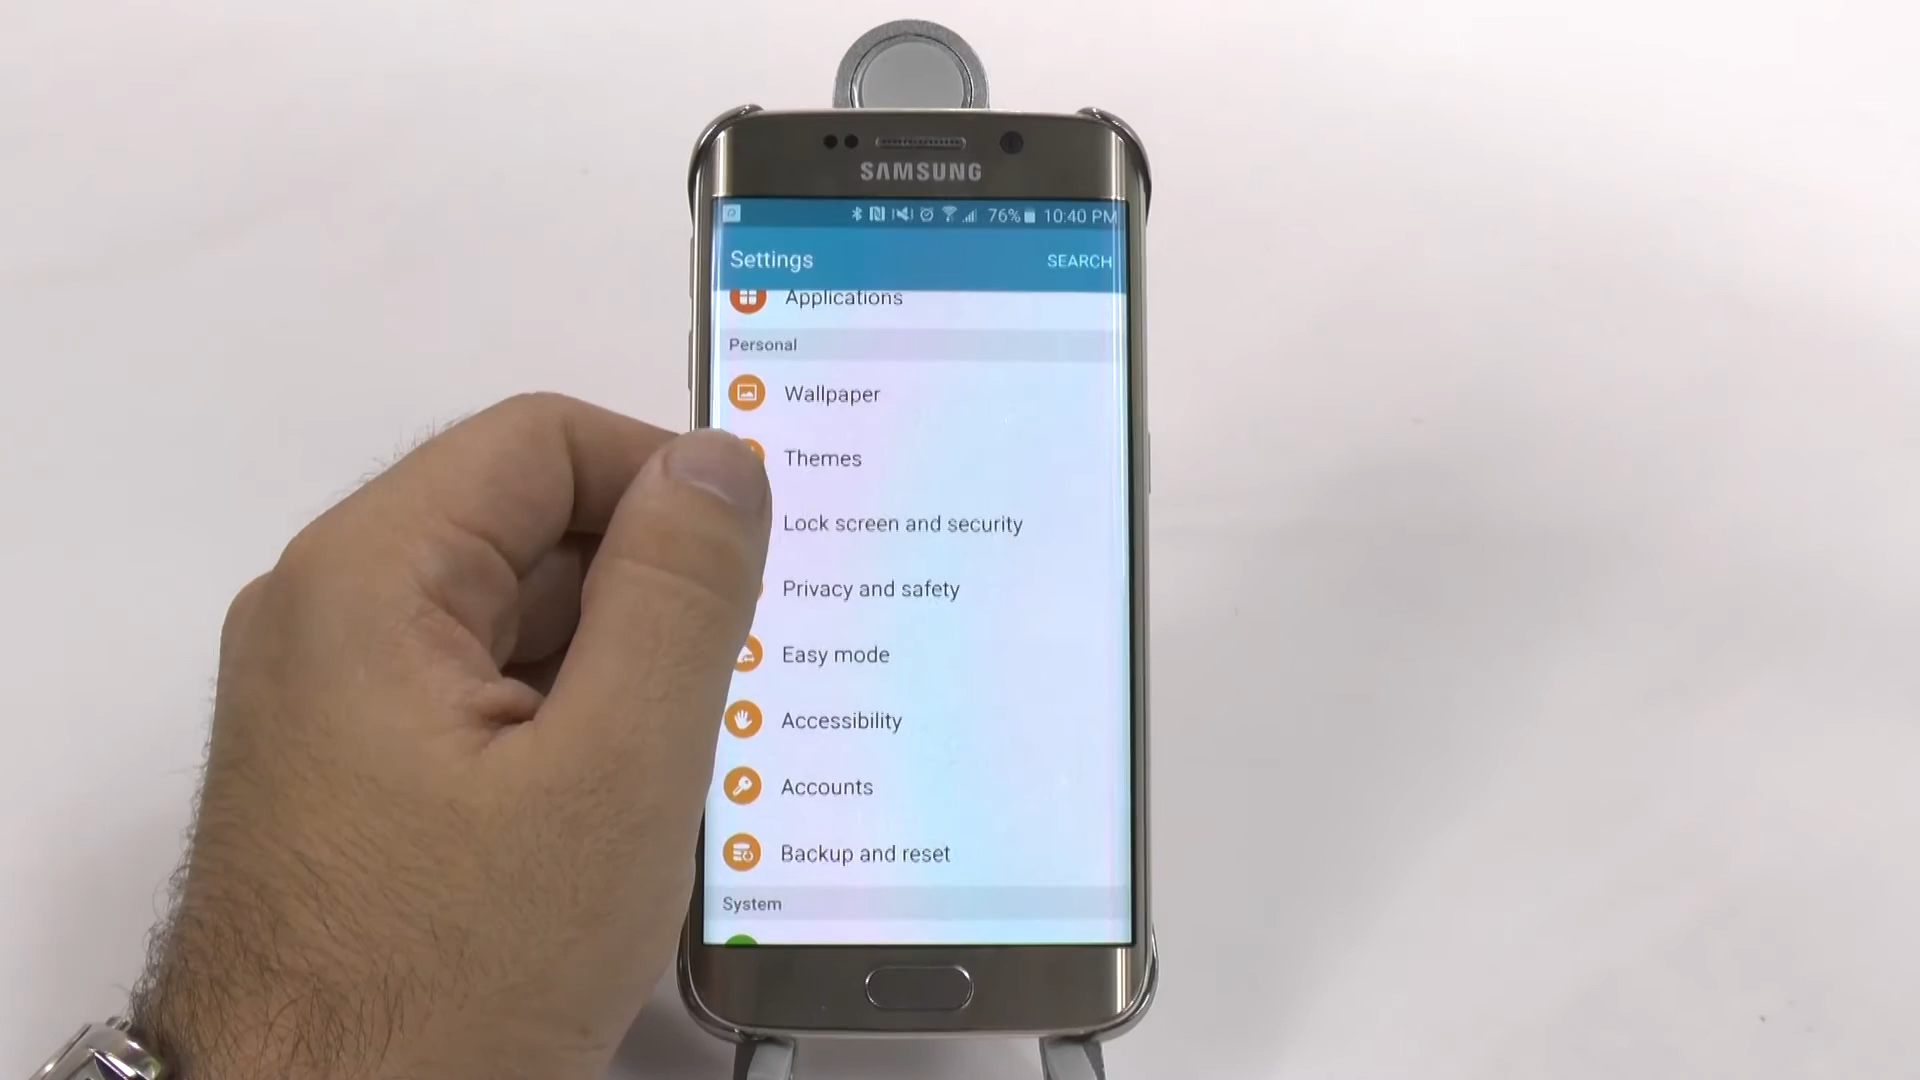 SAMSUNG
76% 10:40 PM
Settings SEARCH
Applications
Personal
Wallpaper
Themes
Lock screen and security
Privacy and safety
Easy mode
Accessibility
Accounts
Backup and reset
System